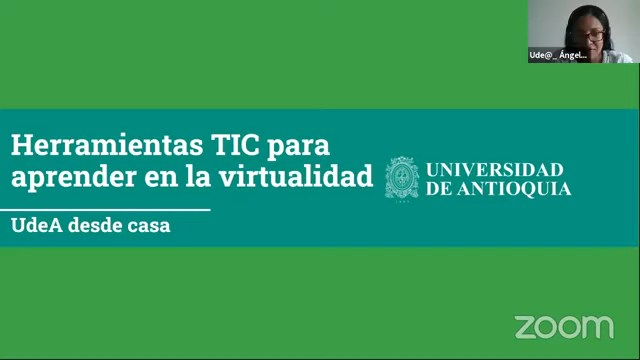 Ude@_ Ángel...
Herramientas TIC para
aprender en la virtualidad
UNIVERSIDAD
DE ANTIOQUIA
UdeA desde casa
zoom